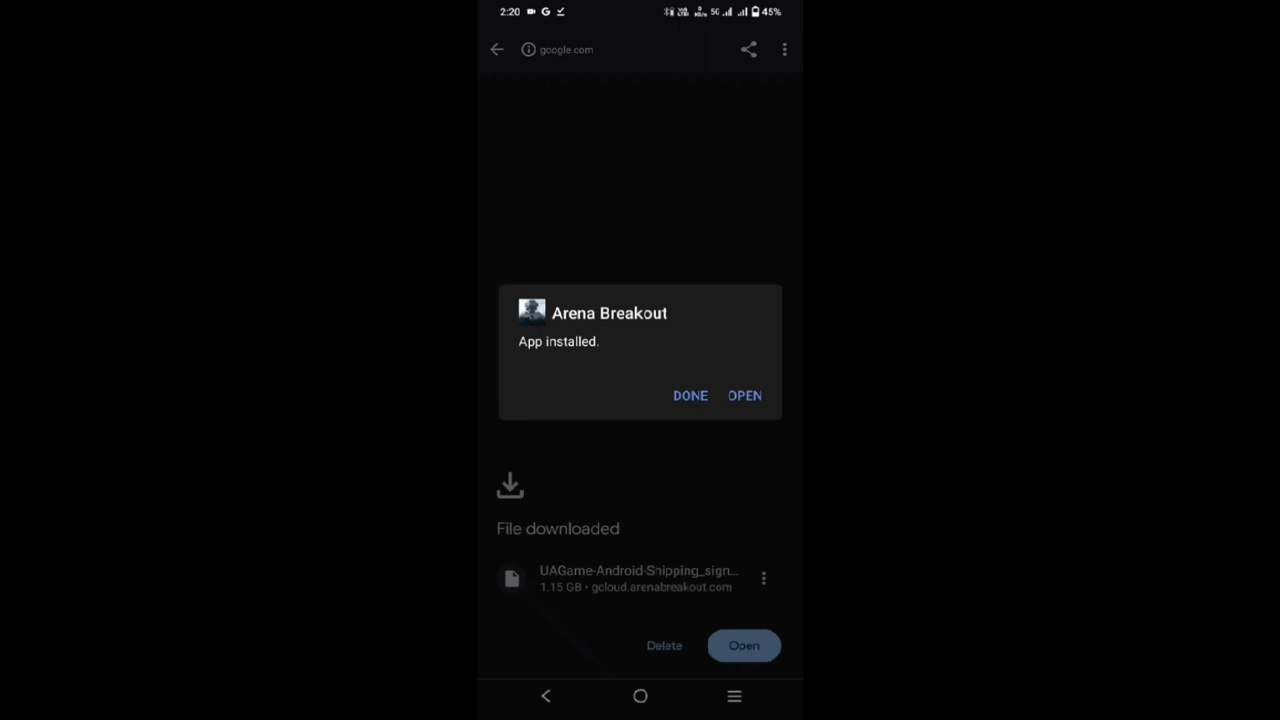 2:20 G 5G 45%
google.com
Arena Breakout
App installed.
DONE OPEN
File downloaded
UAGame-Android-Shipping_sign...
1.15 GB • gcloud.arenabreakout.com
Delete Open